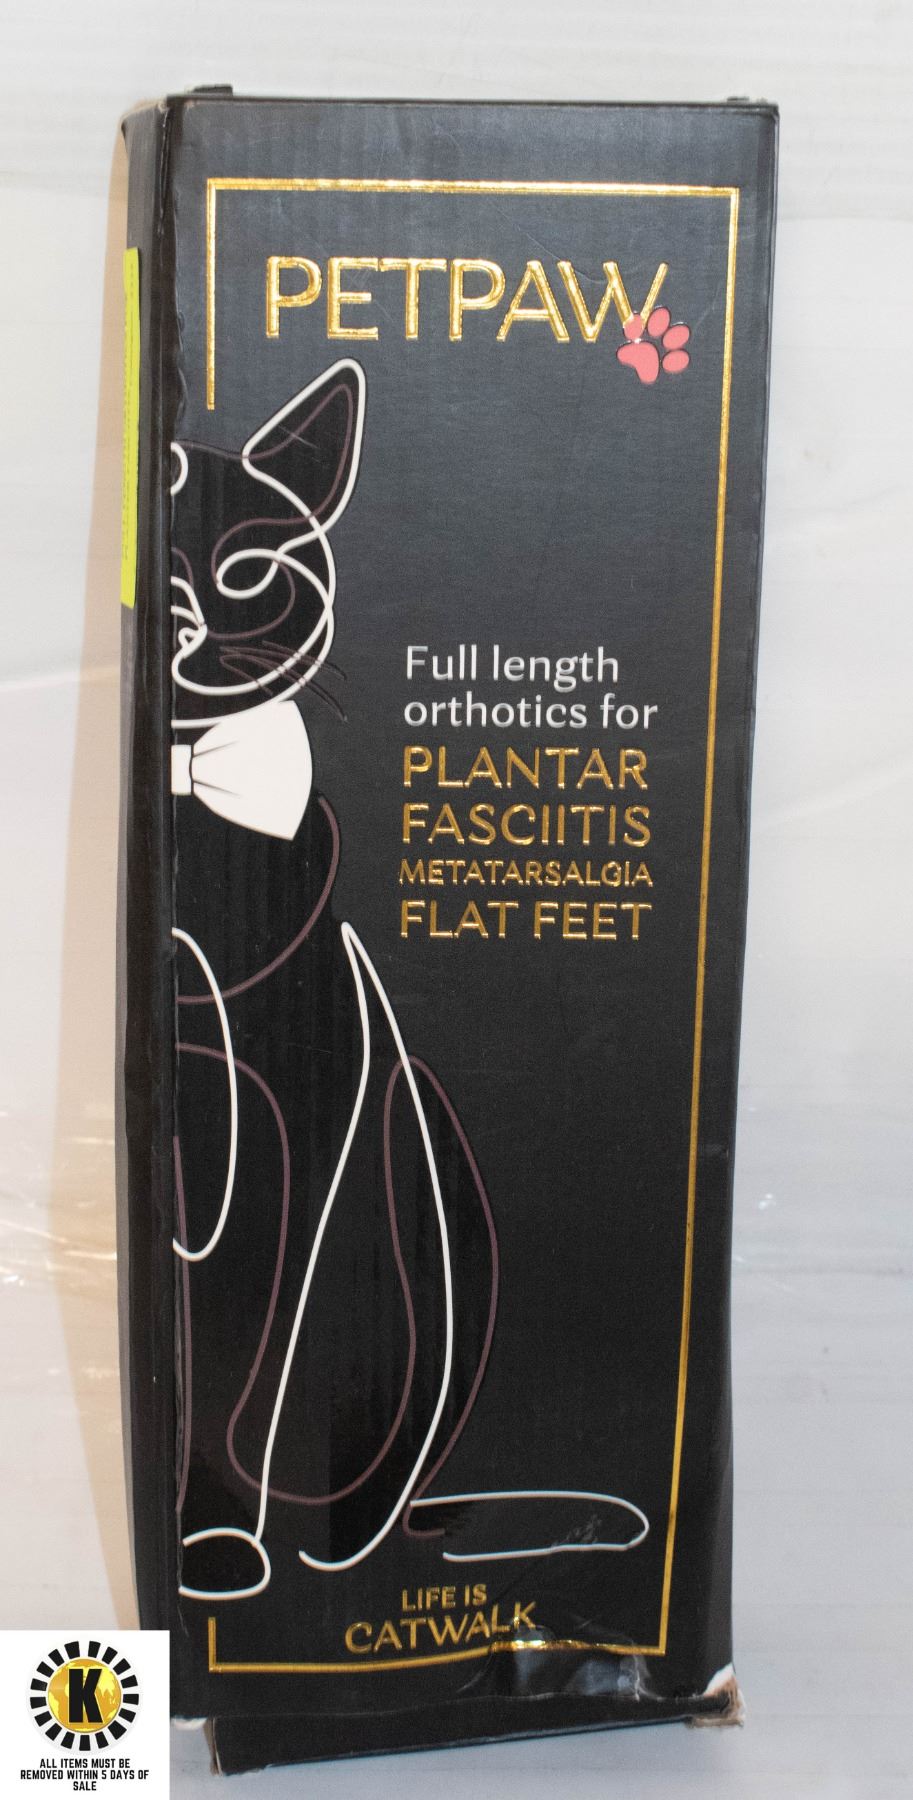 PETPAW
Full length
orthotics for
PLANTAR
FASCIITIS
METATARSALGIA
FLAT FEET
LIFE IS
CATWALK
K
ALL ITEMS MUST BE
REMOVED WITHIN 5 DAYS OF
SALE